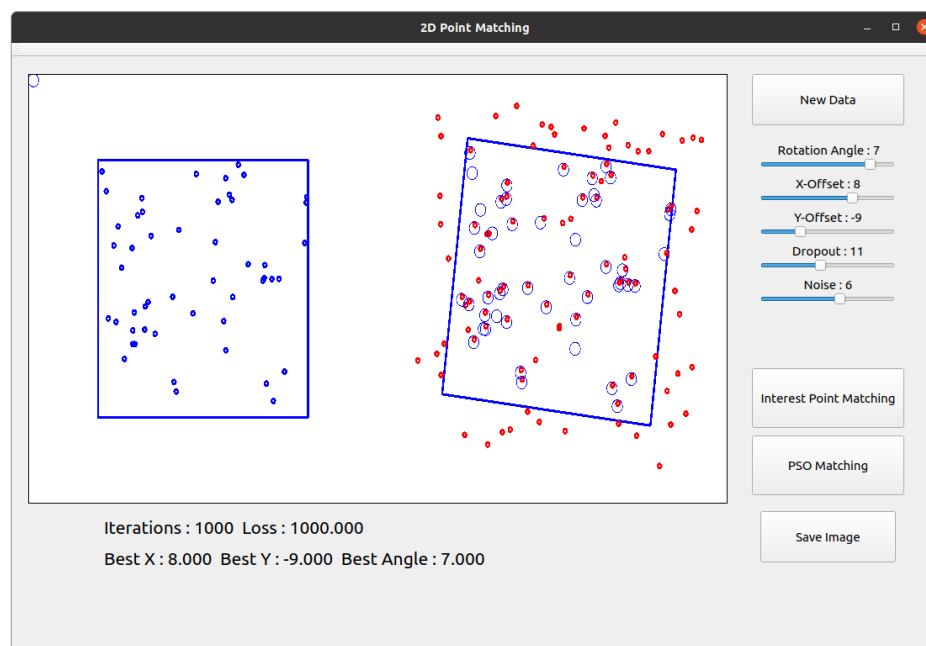 2D Point Matching
New Data
Rotation Angle : 7
X-Offset : 8
Y-Offset : -9
Dropout : 11
Noise : 6
Interest Point Matching
PSO Matching
Save Image
Iterations : 1000 Loss : 1000.000
Best X : 8.000 Best Y : -9.000 Best Angle : 7.000